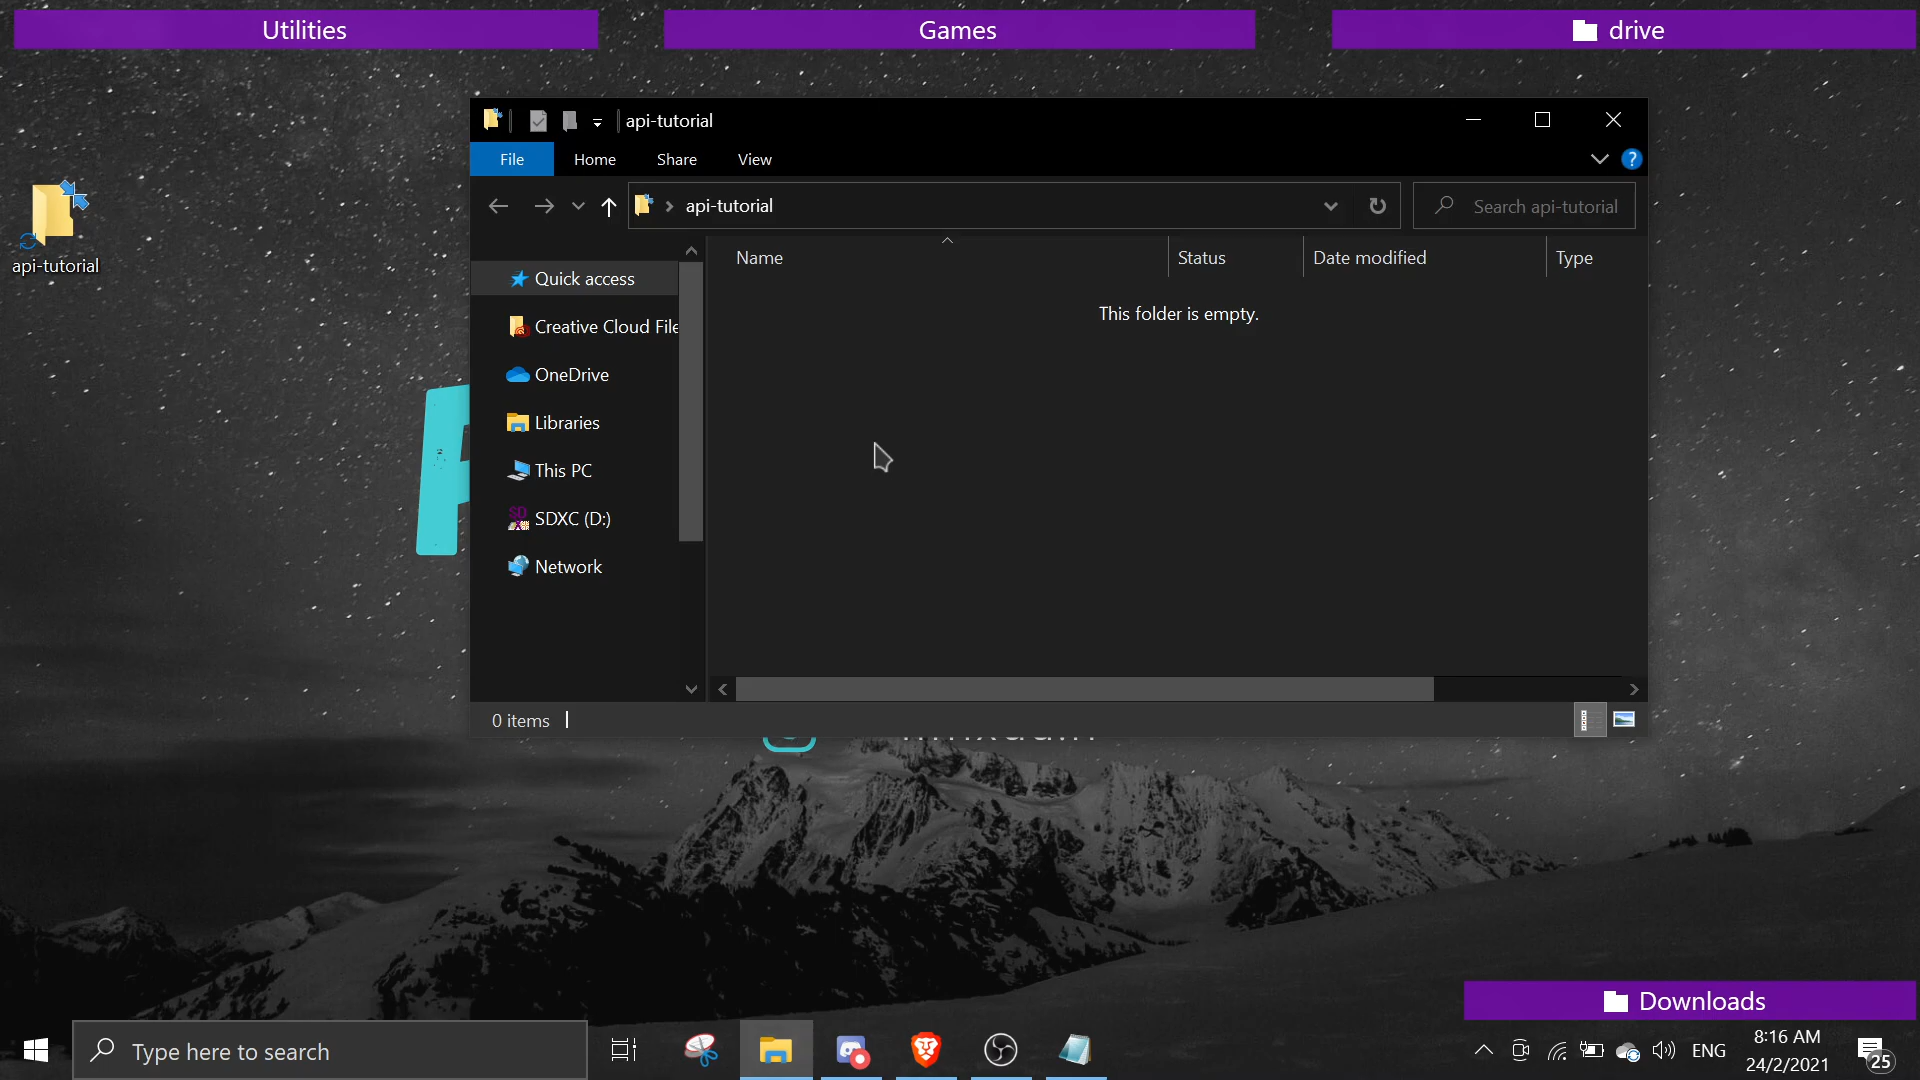 Utilities
Games
drive
api-tutorial
api-tutorial
File
Home
Share
View
api-tutorial
Search api-tutorial
Name
Status
Date modified
Type
This folder is empty.
Quick access
Creative Cloud File
OneDrive
Libraries
This PC
SDXC (D:)
Network
0 items
Downloads
Type here to search
ENG
8:16 AM
24/2/2021
25